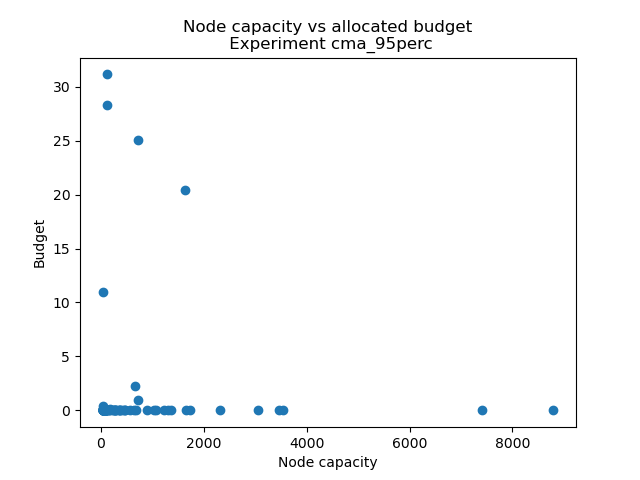 Node capacity vs allocated budget
Experiment cma_95perc
30
25
20
15
10
5
0
Budget
0 2000 4000 6000 8000
Node capacity